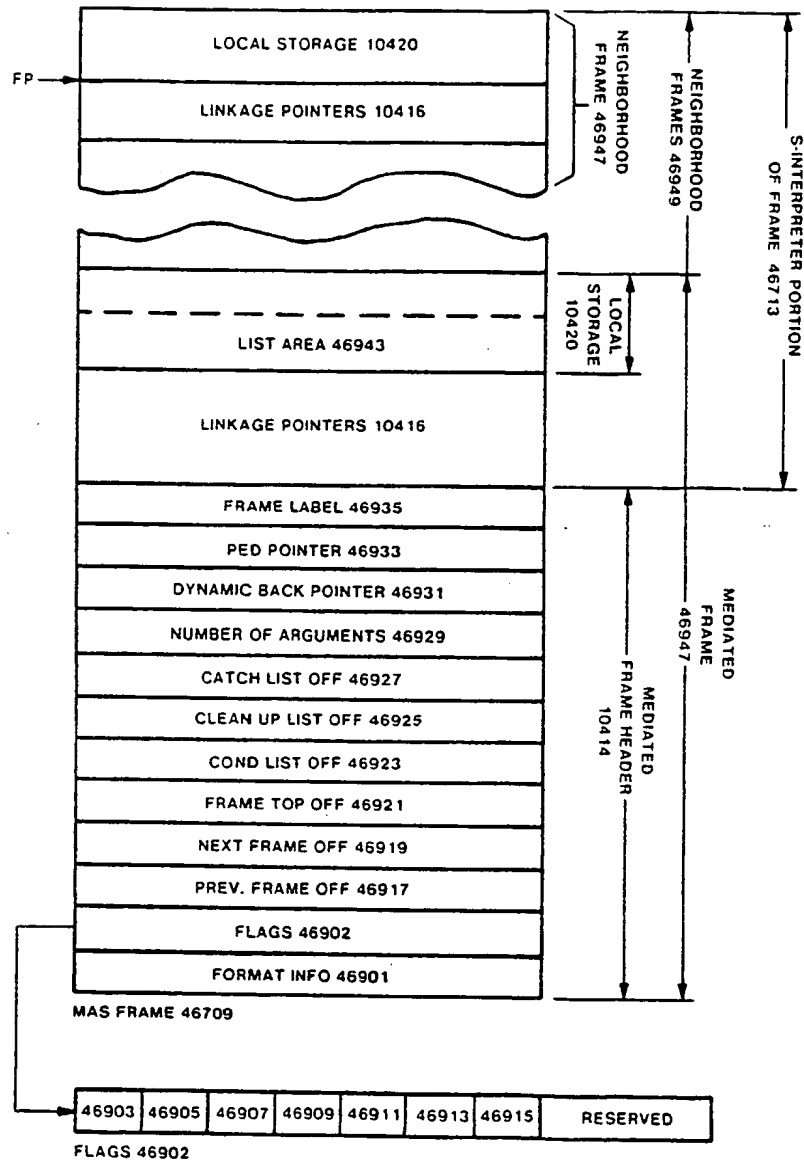 LOCAL STORAGE 10420
FP
LINKAGE POINTERS 10416
NEIGHBORHOOD
FRAME 46947
NEIGHBORHOOD
FRAMES 46949
S-INTERPRETER PORTION
OF FRAME 46713
LIST AREA 46943
LOCAL
STORAGE
10420
LINKAGE POINTERS 10416
FRAME LABEL 46935
PED POINTER 46933
DYNAMIC BACK POINTER 46931
NUMBER OF ARGUMENTS 46929
CATCH LIST OFF 46927
CLEAN UP LIST OFF 46925
COND LIST OFF 46923
FRAME TOP OFF 46921
NEXT FRAME OFF 46919
PREV. FRAME OFF 46917
FLAGS 46902
FORMAT INFO 46901
MEDIATED
FRAME HEADER
10414
MEDIATED
FRAME
46947
MAS FRAME 46709
46903 46905 46907 46909 46911 46913 46915 RESERVED
FLAGS 46902